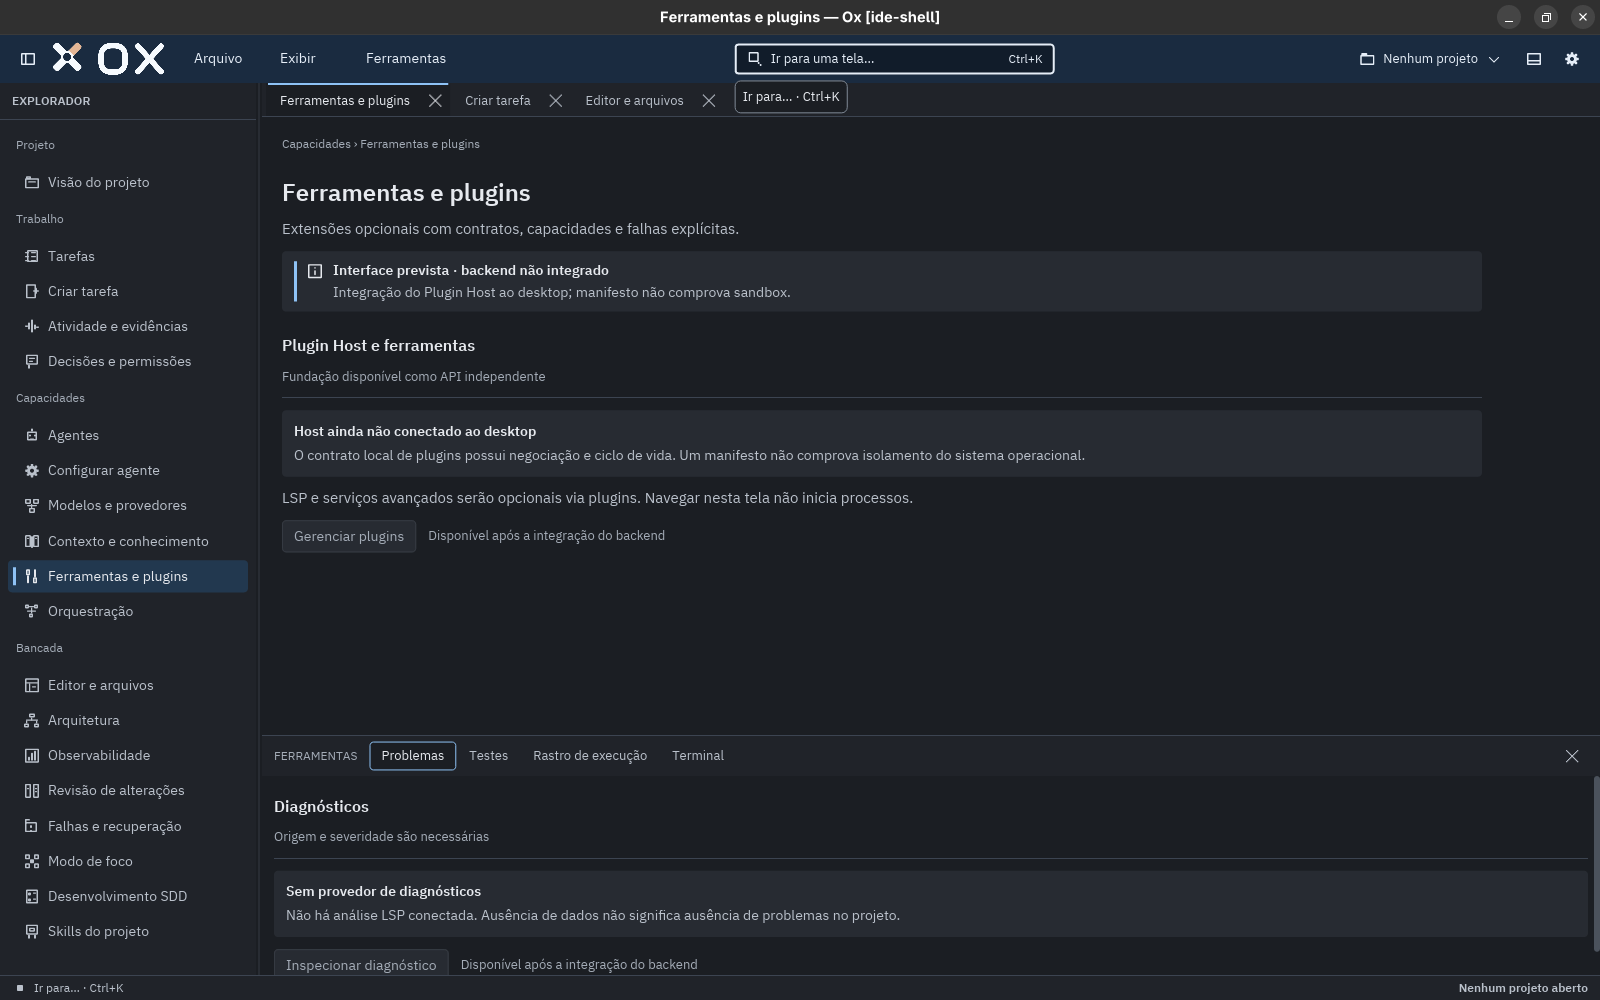 Ferramentas e plugins — Ox [ide-shell]
OX
Arquivo
Exibir
Ferramentas
Ir para uma tela...
Ctrl+K
Nenhum projeto
EXPLORADOR
Ferramentas e plugins
Criar tarefa
Editor e arquivos
Ir para... · Ctrl+K
Projeto
Visão do projeto
Trabalho
Tarefas
Criar tarefa
Atividade e evidências
Decisões e permissões
Capacidades
Agentes
Configurar agente
Modelos e provedores
Contexto e conhecimento
Ferramentas e plugins
Orquestração
Bancada
Editor e arquivos
Arquitetura
Observabilidade
Revisão de alterações
Falhas e recuperação
Modo de foco
Desenvolvimento SDD
Skills do projeto
Capacidades › Ferramentas e plugins
Ferramentas e plugins
Extensões opcionais com contratos, capacidades e falhas explícitas.
Interface prevista · backend não integrado
Integração do Plugin Host ao desktop; manifesto não comprova sandbox.
Plugin Host e ferramentas
Fundação disponível como API independente
Host ainda não conectado ao desktop
O contrato local de plugins possui negociação e ciclo de vida. Um manifesto não comprova isolamento do sistema operacional.
LSP e serviços avançados serão opcionais via plugins. Navegar nesta tela não inicia processos.
Gerenciar plugins
Disponível após a integração do backend
FERRAMENTAS
Problemas
Testes
Rastro de execução
Terminal
Diagnósticos
Origem e severidade são necessárias
Sem provedor de diagnósticos
Não há análise LSP conectada. Ausência de dados não significa ausência de problemas no projeto.
Inspecionar diagnóstico
Disponível após a integração do backend
Ir para... · Ctrl+K
Nenhum projeto aberto